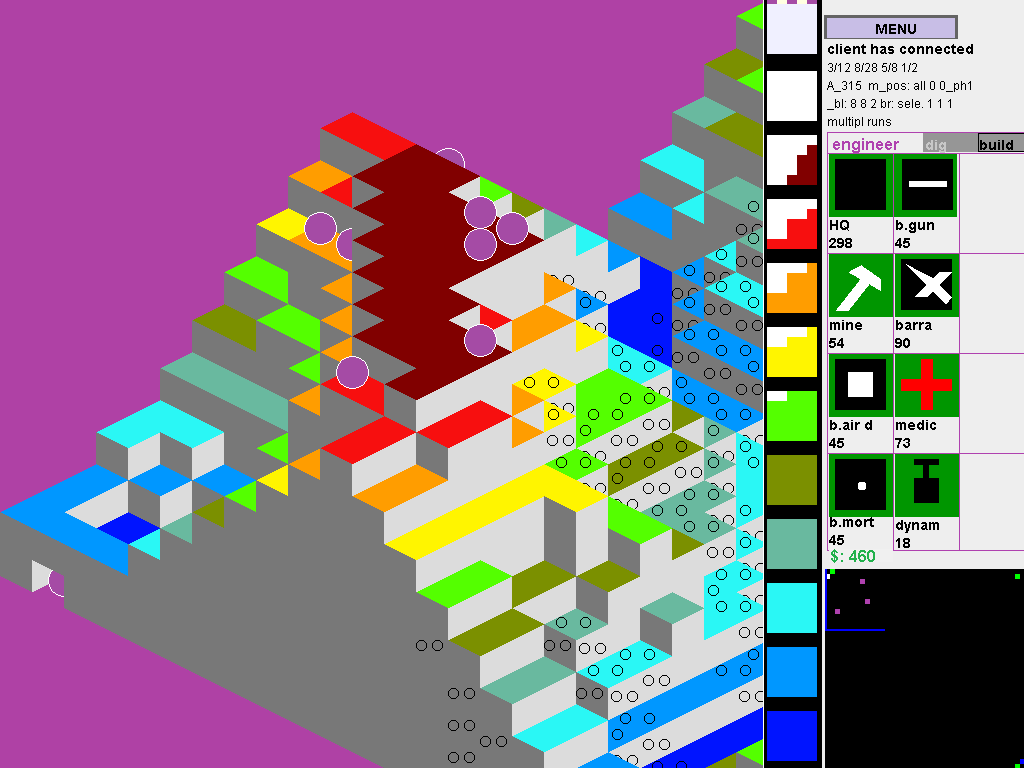 MENU
client has connected
3/12 8/28 5/8 1/2
A_315 m_pos: all 0 0_ph1
_bl: 8 8 2 br: sele. 1 1 1
multipl runs
engineer dig build
HQ b.gun
298 45
mine barra
54 90
b.air d medic
45 73
b.mort dynam
45 18
$: 460